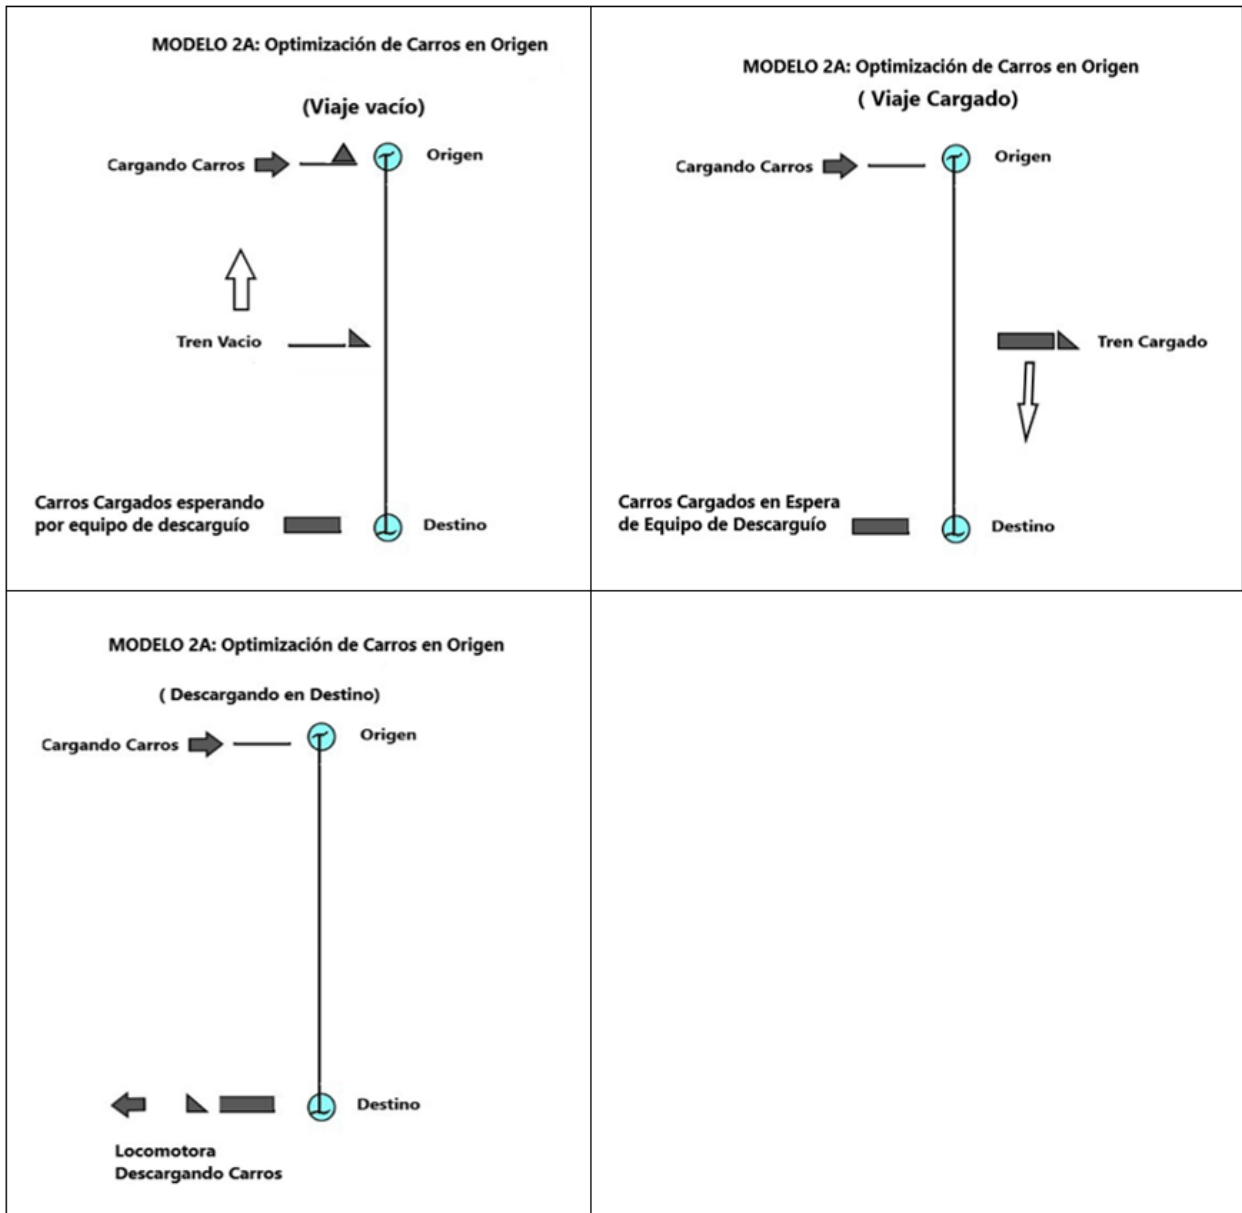 MODELO 2A: Optimización de Carros en Origen
(Viaje vacío)
Cargando Carros
Origen
Tren Vacio
Carros Cargados esperando
por equipo de descarguío
Destino
MODELO 2A: Optimización de Carros en Origen
( Viaje Cargado)
Cargando Carros
Origen
Tren Cargado
Carros Cargados en Espera
de Equipo de Descarguío
Destino
MODELO 2A: Optimización de Carros en Origen
( Descargando en Destino)
Cargando Carros
Origen
Destino
Locomotora
Descargando Carros